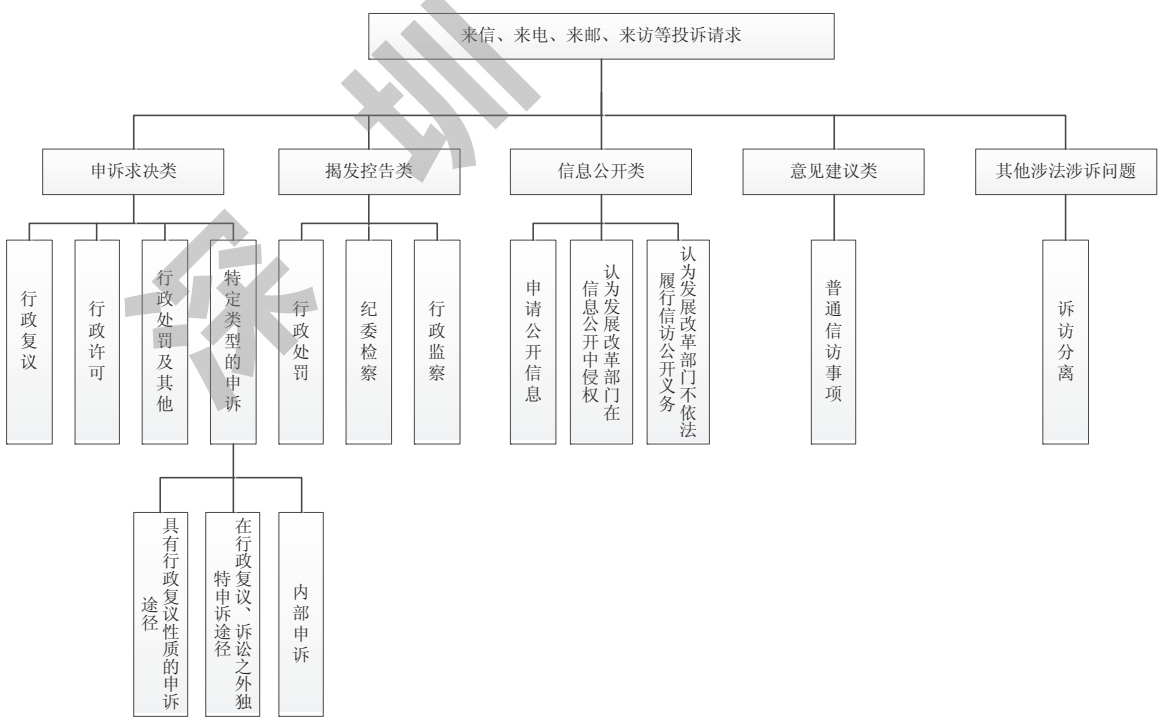 来信、来电、来邮、来访等投诉请求
申诉求决类
揭发控告类
信息公开类
意见建议类
其他涉法涉诉问题
行政复议
行政许可
行政处罚及其他
特定类型的申诉
行政处罚
纪委检察
行政监察
申请公开信息
认为发展改革部门在
信息公开中侵权
认为发展改革部门不依法
履行信访公开义务
普通信访事项
诉访分离
具有行政复议性质的申诉
途径
在行政复议、诉讼之外独
特申诉途径
内部申诉
深圳